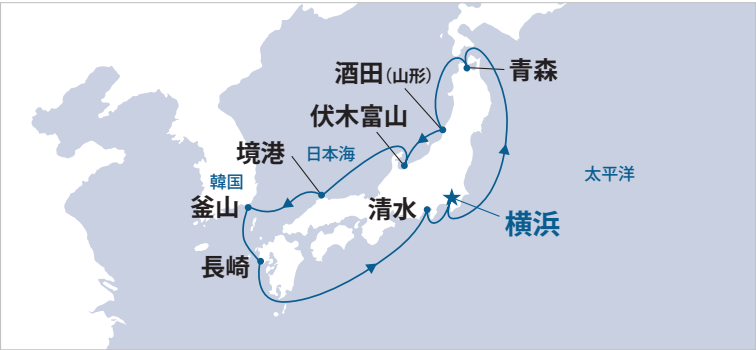 青森
酒田(山形)
伏木富山
境港
日本海
太平洋
韓国
釜山
清水
横浜
長崎